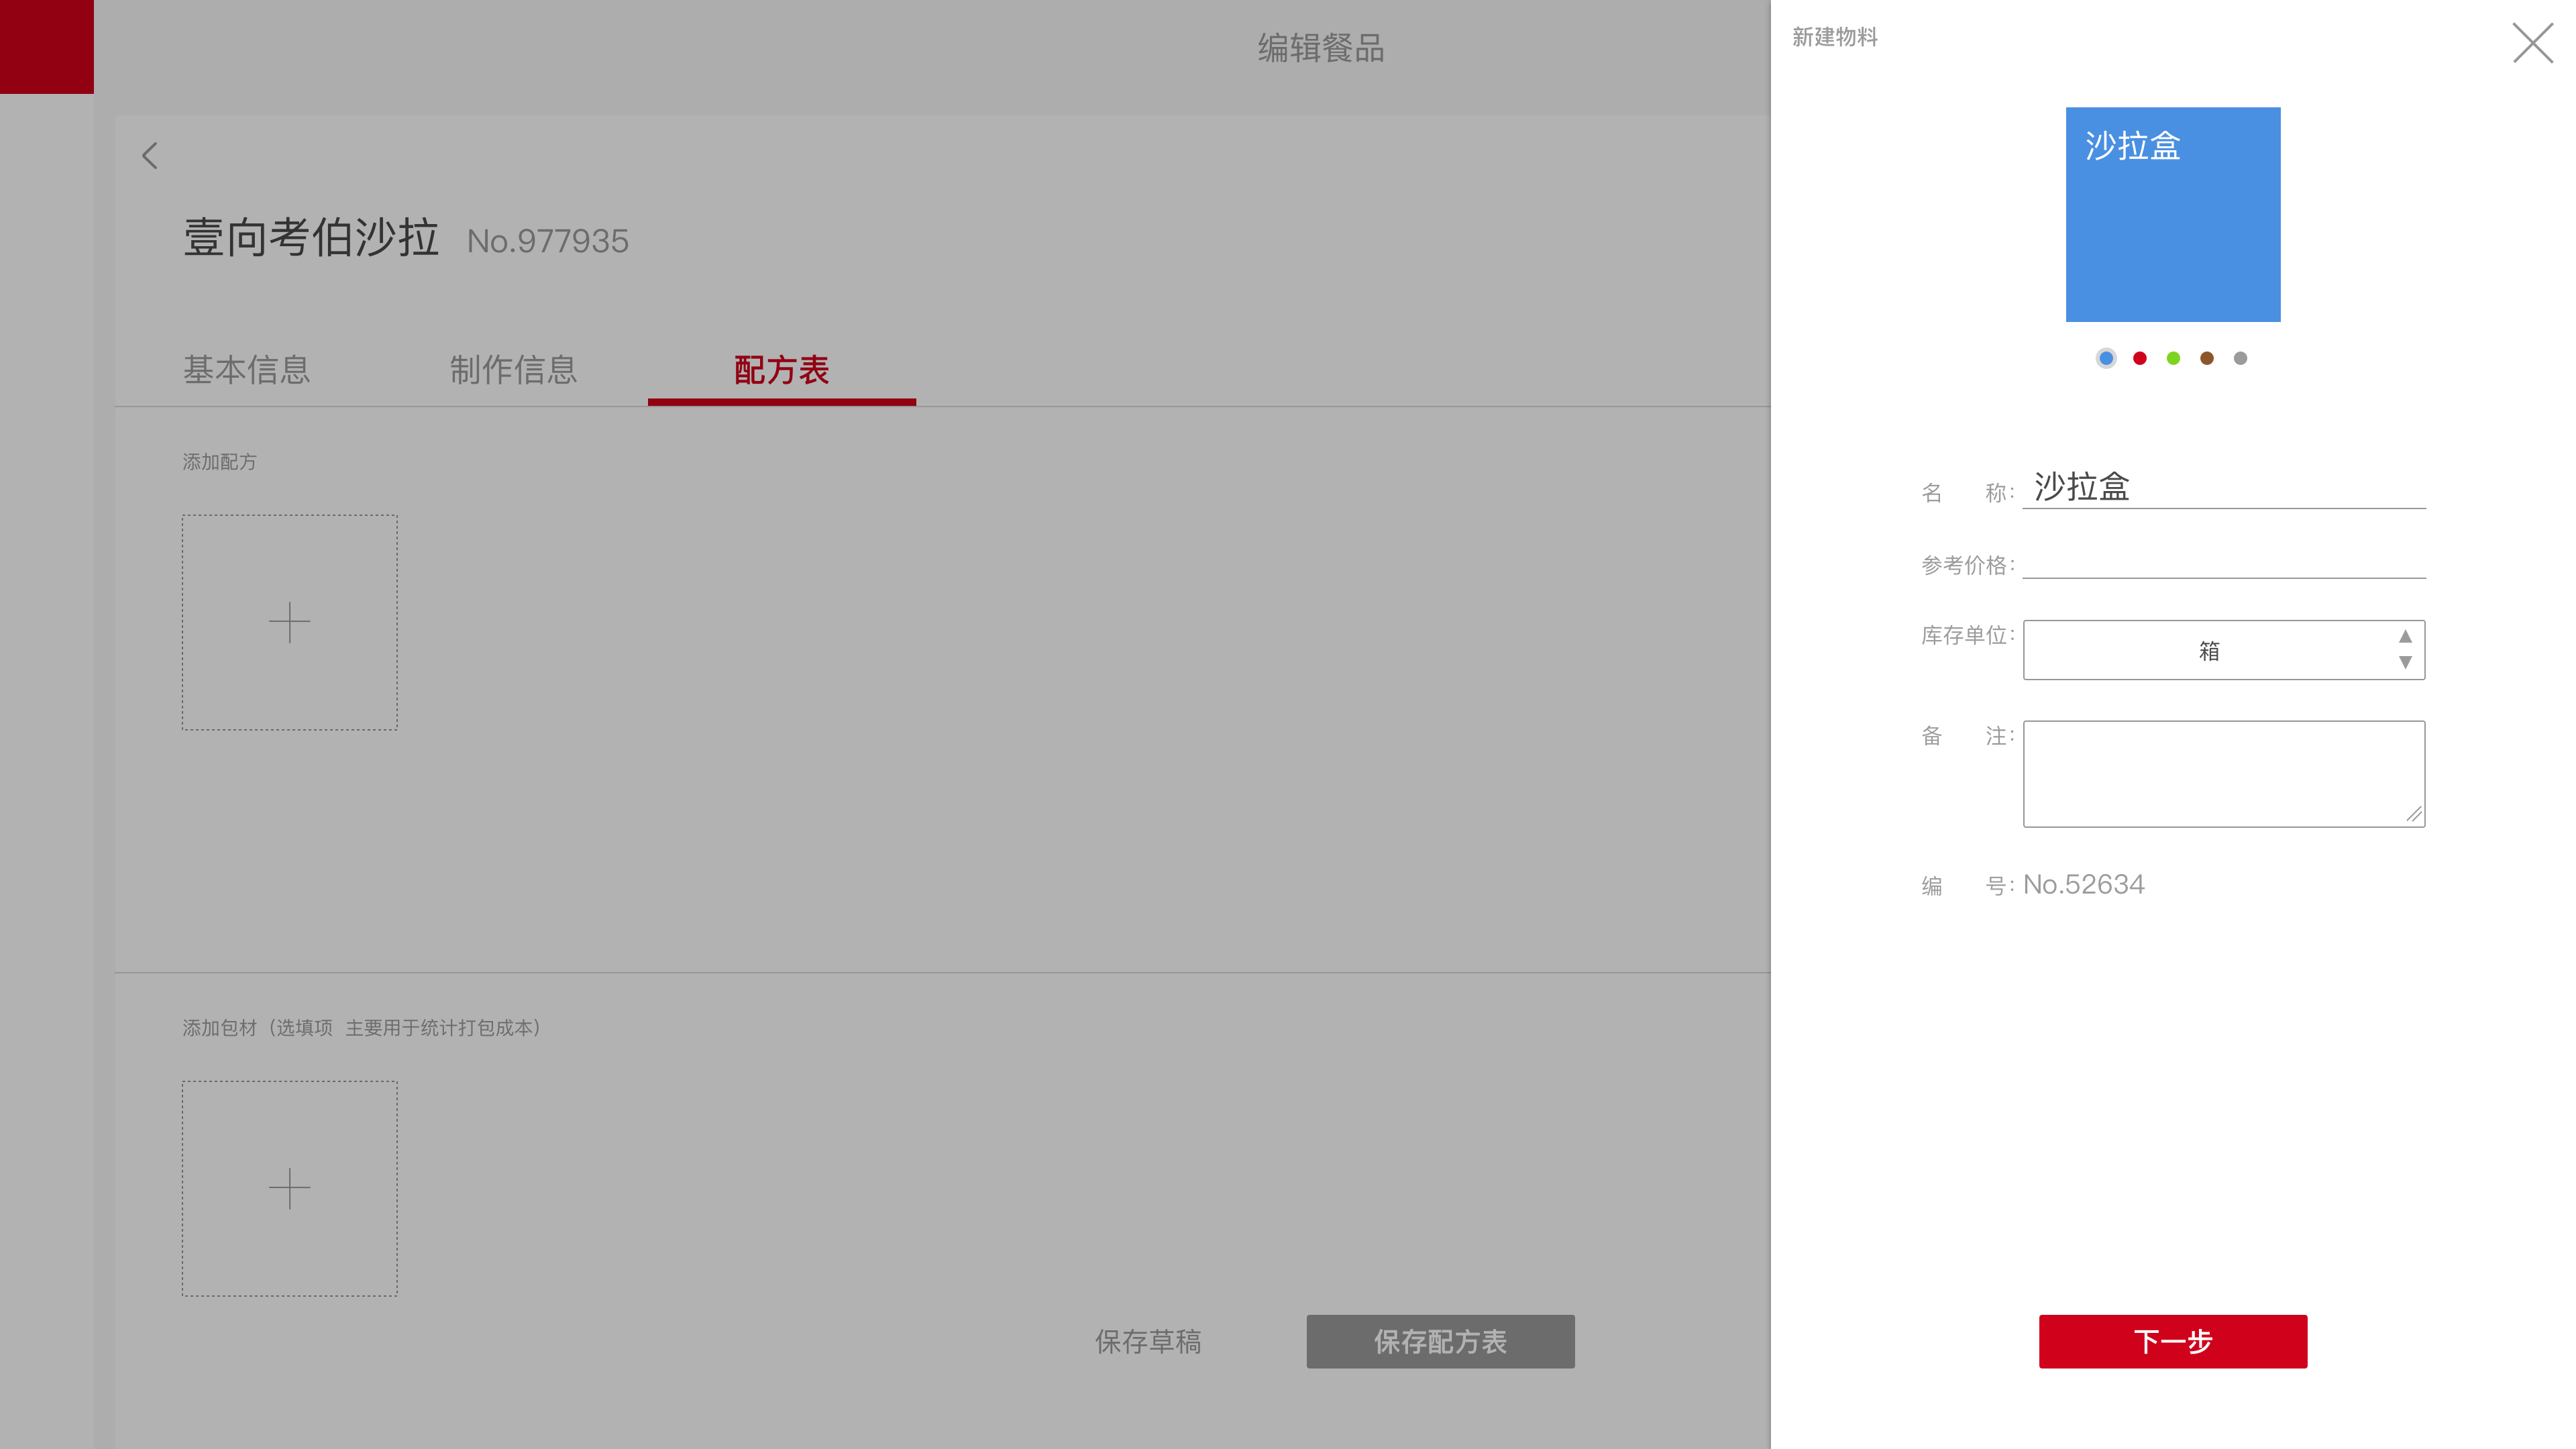 编辑餐品
壹向考伯沙拉 No.977935
基本信息 制作信息 配方表
添加配方
添加包材（选填项 主要用于统计打包成本）
保存草稿 保存配方表
新建物料
沙拉盒
名 称： 沙拉盒
参考价格：
库存单位： 箱
备 注：
编 号： No.52634
下一步